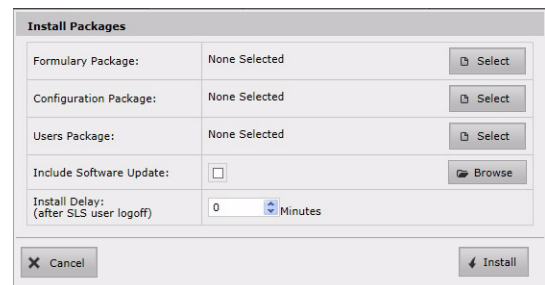 Install Packages
Formulary Package: None Selected Select
Configuration Package: None Selected Select
Users Package: None Selected Select
Include Software Update: Browse
Install Delay:
(after SLS user logoff) 0 Minutes
Cancel Install